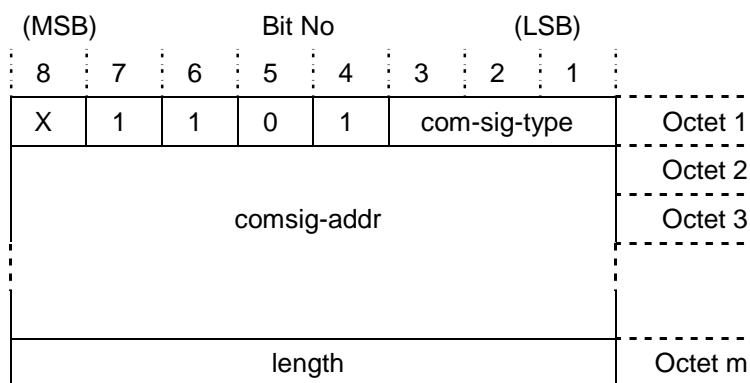 (MSB) Bit No (LSB)
8 7 6 5 4 3 2 1
X 1 1 0 1 com-sig-type Octet 1
Octet 2
comsig-addr Octet 3
length Octet m